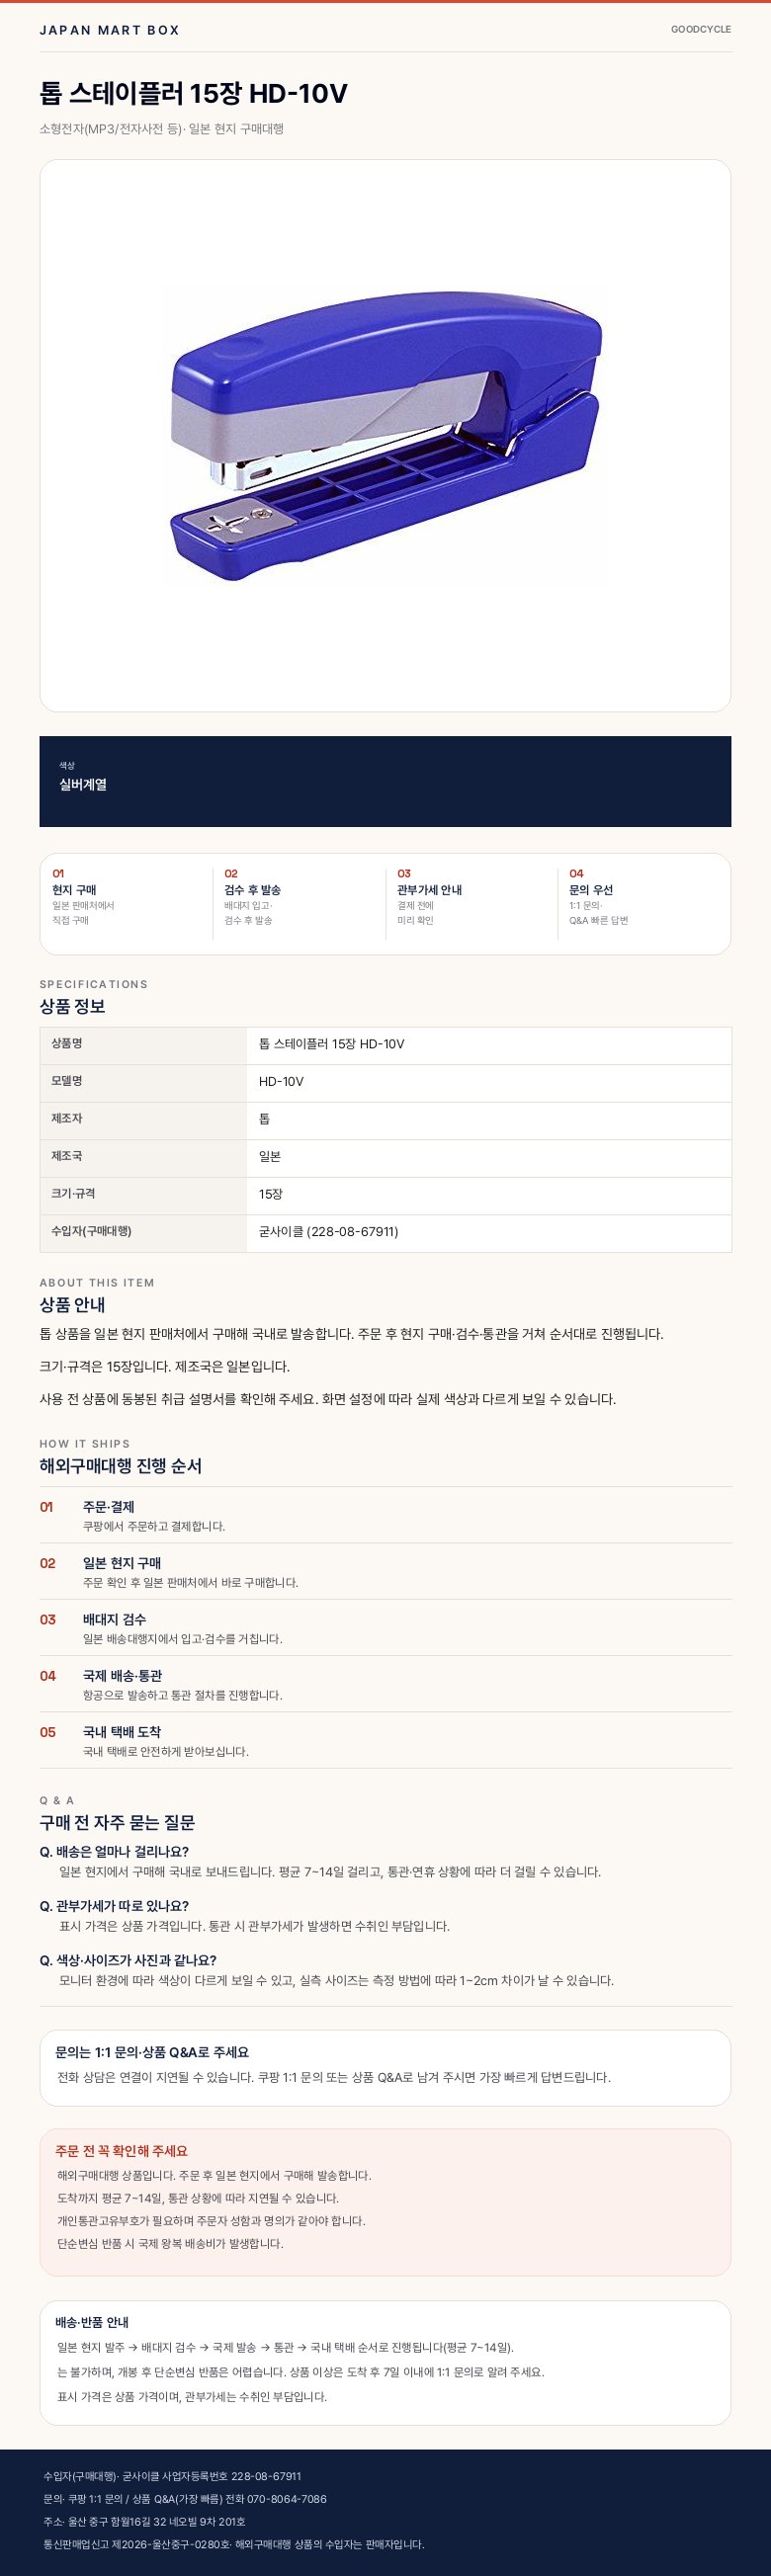 JAPAN MART BOX
GOODCYCLE
톱 스테이플러 15장 HD-10V
소형전자(MP3/전자사전 등)· 일본 현지 구매대행
색상
실버계열
01
현지 구매
일본 판매처에서
직접 구매
02
검수 후 발송
배대지 입고·
검수 후 발송
03
관부가세 안내
결제 전에
미리 확인
04
문의 우선
1:1 문의·
Q&A 빠른 답변
SPECIFICATIONS
상품 정보
상품명 톱 스테이플러 15장 HD-10V
모델명 HD-10V
제조자 톱
제조국 일본
크기·규격 15장
수입자(구매대행) 굳사이클 (228-08-67911)
ABOUT THIS ITEM
상품 안내
톱 상품을 일본 현지 판매처에서 구매해 국내로 발송합니다. 주문 후 현지 구매·검수·통관을 거쳐 순서대로 진행됩니다.
크기·규격은 15장입니다. 제조국은 일본입니다.
사용 전 상품에 동봉된 취급 설명서를 확인해 주세요. 화면 설정에 따라 실제 색상과 다르게 보일 수 있습니다.
HOW IT SHIPS
해외구매대행 진행 순서
01 주문·결제
쿠팡에서 주문하고 결제합니다.
02 일본 현지 구매
주문 확인 후 일본 판매처에서 바로 구매합니다.
03 배대지 검수
일본 배송대행지에서 입고·검수를 거칩니다.
04 국제 배송·통관
항공으로 발송하고 통관 절차를 진행합니다.
05 국내 택배 도착
국내 택배로 안전하게 받아보십니다.
Q & A
구매 전 자주 묻는 질문
Q. 배송은 얼마나 걸리나요?
일본 현지에서 구매해 국내로 보내드립니다. 평균 7~14일 걸리고, 통관·연휴 상황에 따라 더 걸릴 수 있습니다.
Q. 관부가세가 따로 있나요?
표시 가격은 상품 가격입니다. 통관 시 관부가세가 발생하면 수취인 부담입니다.
Q. 색상·사이즈가 사진과 같나요?
모니터 환경에 따라 색상이 다르게 보일 수 있고, 실측 사이즈는 측정 방법에 따라 1~2cm 차이가 날 수 있습니다.
문의는 1:1 문의·상품 Q&A로 주세요
전화 상담은 연결이 지연될 수 있습니다. 쿠팡 1:1 문의 또는 상품 Q&A로 남겨 주시면 가장 빠르게 답변드립니다.
주문 전 꼭 확인해 주세요
해외구매대행 상품입니다. 주문 후 일본 현지에서 구매해 발송합니다.
도착까지 평균 7~14일, 통관 상황에 따라 지연될 수 있습니다.
개인통관고유부호가 필요하며 주문자 성함과 명의가 같아야 합니다.
단순변심 반품 시 국제 왕복 배송비가 발생합니다.
배송·반품 안내
일본 현지 발주 → 배대지 검수 → 국제 발송 → 통관 → 국내 택배 순서로 진행됩니다(평균 7~14일).
는 불가하며, 개봉 후 단순변심 반품은 어렵습니다. 상품 이상은 도착 후 7일 이내에 1:1 문의로 알려 주세요.
표시 가격은 상품 가격이며, 관부가세는 수취인 부담입니다.
수입자(구매대행)· 굳사이클 사업자등록번호 228-08-67911
문의· 쿠팡 1:1 문의 / 상품 Q&A(가장 빠름) 전화 070-8064-7086
주소· 울산 중구 함월16길 32 네오빌 9차 201호
통신판매업신고 제2026-울산중구-0280호· 해외구매대행 상품의 수입자는 판매자입니다.